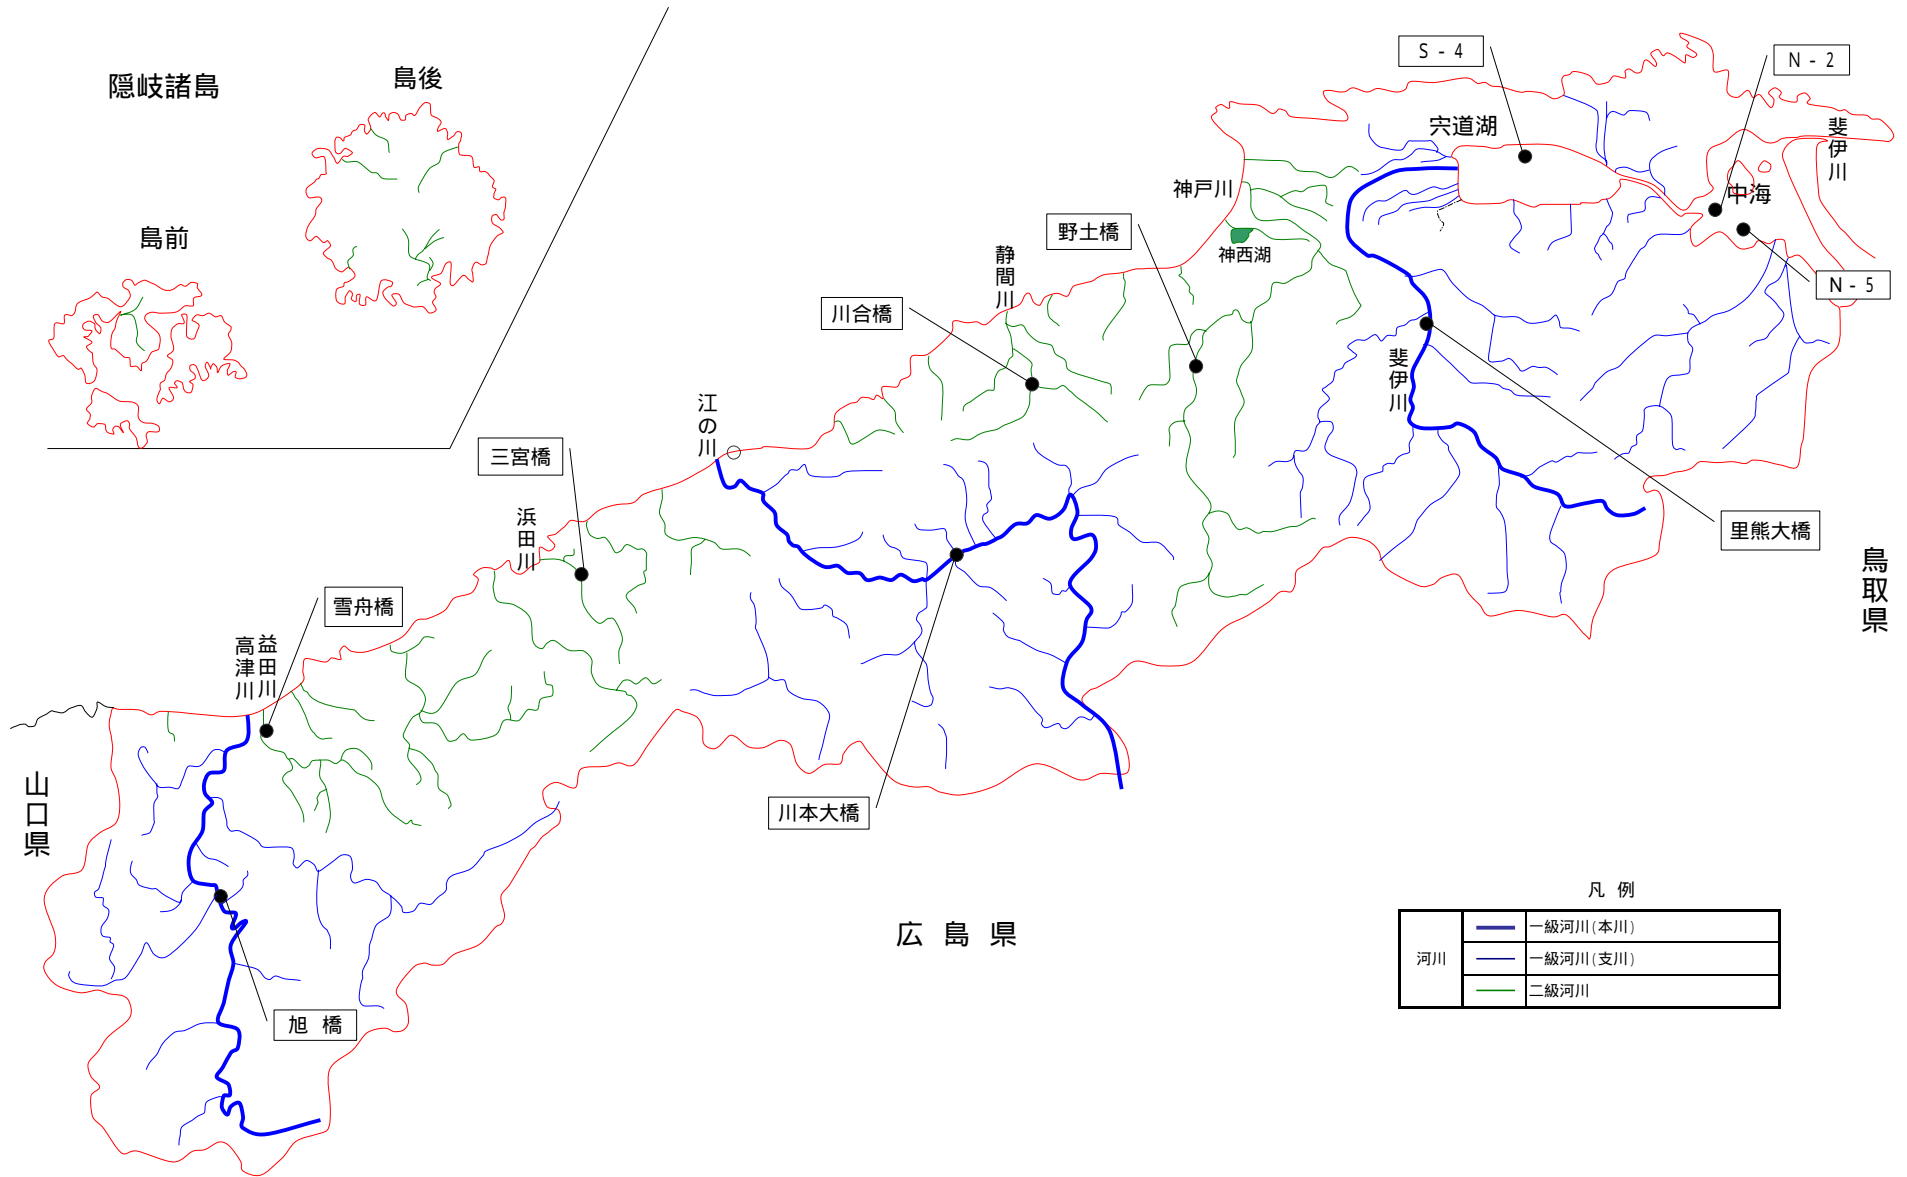 隠岐諸島
島後
島前
S - 4
N - 2
宍道湖
斐伊川
中海
N - 5
神戸川
神西湖
野土橋
静間川
川合橋
斐伊川
江の川
三宮橋
浜田川
里熊大橋
鳥取県
雪舟橋
益田川
高津川
川本大橋
山口県
広島県
旭橋
凡例
河川
一級河川(本川)
一級河川(支川)
二級河川